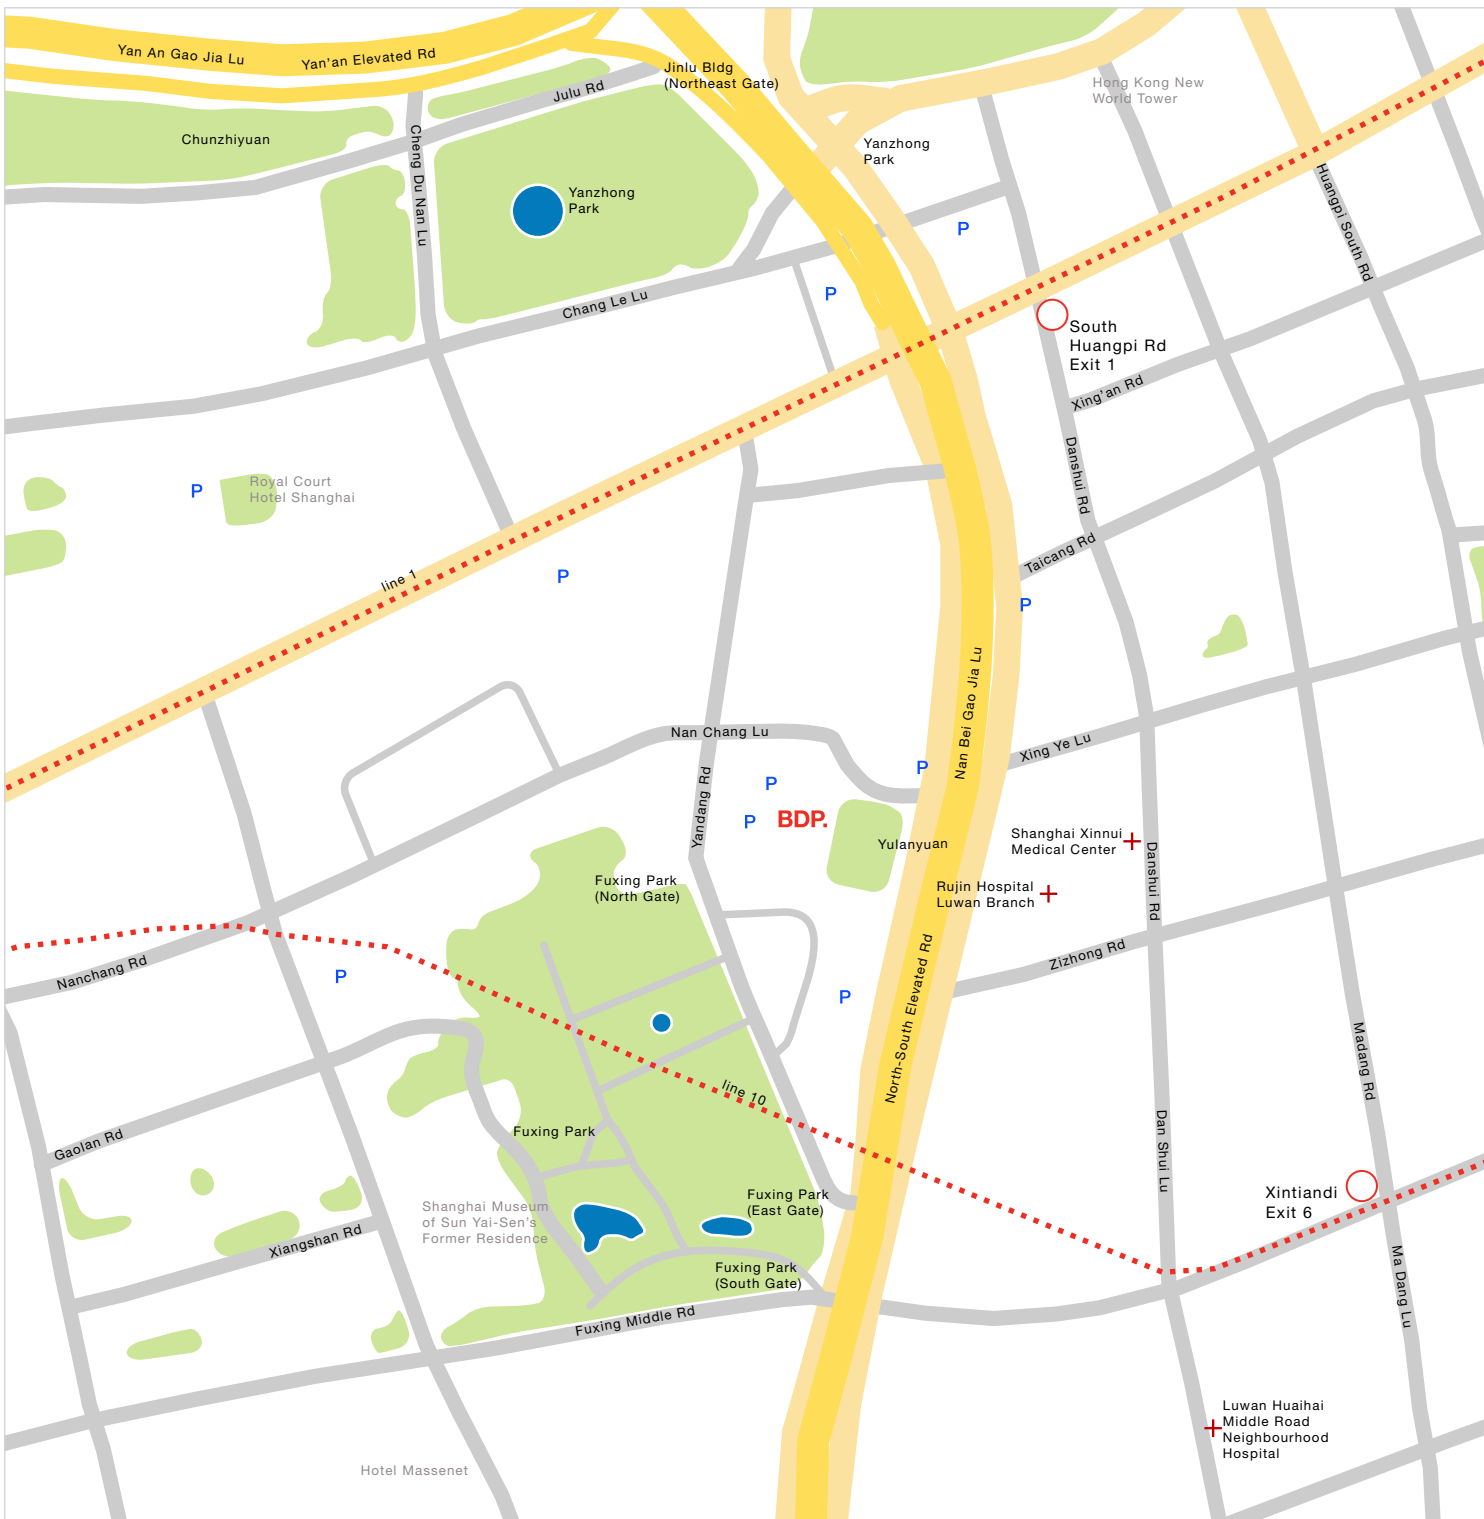 Yan An Gao Jia Lu
Yan'an Elevated Rd
Jinlu Bldg
(Northeast Gate)
Julu Rd
Hong Kong New
World Tower
Chunzhiyuan
Cheng Du Nan Lu
Yanzhong
Park
Yanzhong
Park
Huangpi South Rd
P
P
Chang Le Lu
South
Huangpi Rd
Exit 1
Xing'an Rd
Danshui Rd
Royal Court
Hotel Shanghai
P
Taicang Rd
line 1
P
P
Nan Bei Gao Jia Lu
Nan Chang Lu
Xing Ye Lu
P
P
Yandang Rd
P
BDP.
Yulanyuan
Shanghai Xinnui
Medical Center
Danshui Rd
Rujin Hospital
Luwan Branch
Fuxing Park
(North Gate)
Zizhong Rd
Nanchang Rd
P
P
North-South Elevated Rd
Madang Rd
line 10
Gaolan Rd
Fuxing Park
Dan Shui Lu
Xintiandi
Exit 6
Fuxing Park
(East Gate)
Shanghai Museum
of Sun Yai-Sen's
Former Residence
Xiangshan Rd
Fuxing Park
(South Gate)
Ma Dang Lu
Fuxing Middle Rd
Luwan Huaihai
Middle Road
Neighbourhood
Hospital
Hotel Massenet